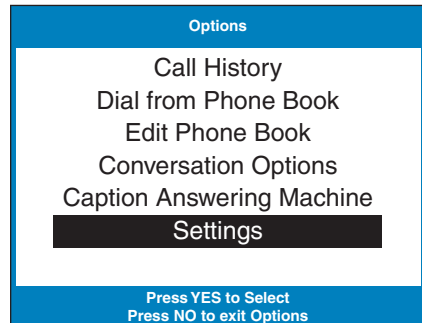 Options
Call History
Dial from Phone Book
Edit Phone Book
Conversation Options
Caption Answering Machine
Settings
Press YES to Select
Press NO to exit Options